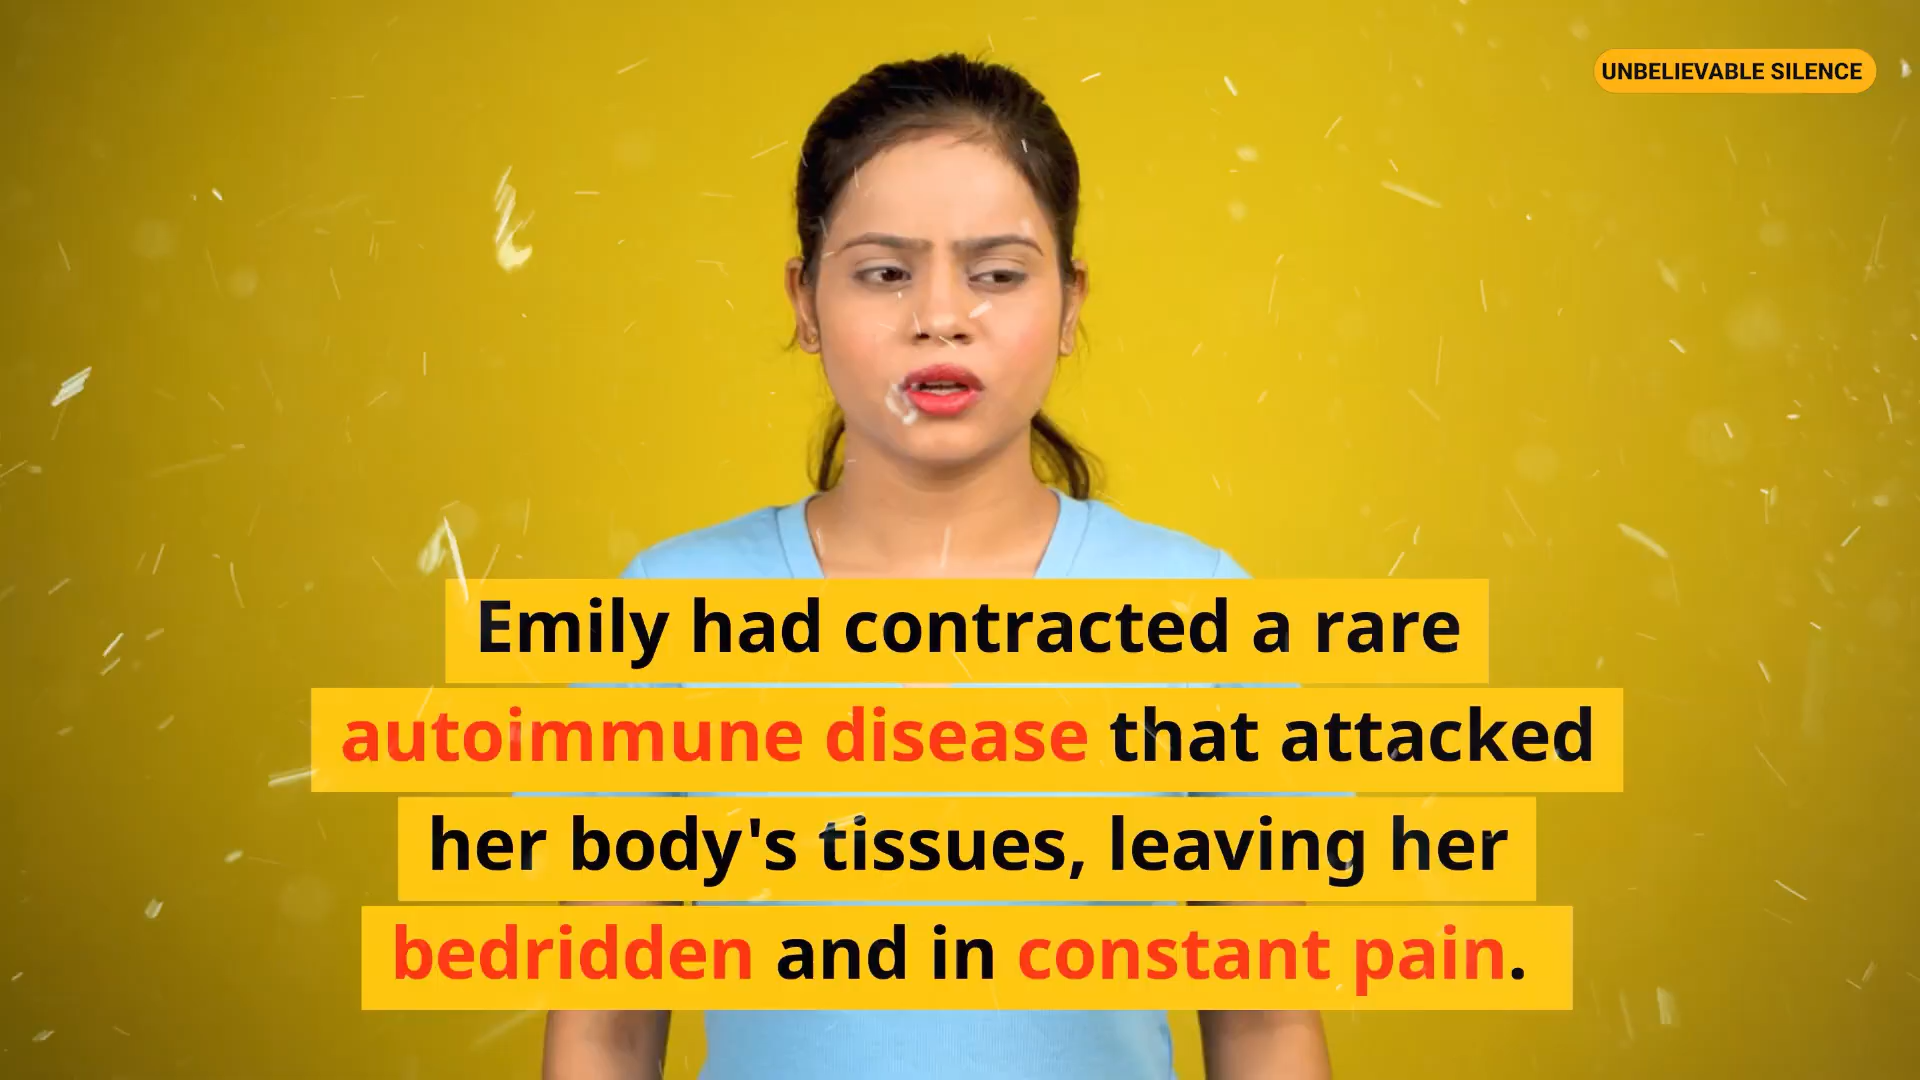 UNBELIEVABLE SILENCE
Emily had contracted a rare
autoimmune disease that attacked
her body's tissues, leaving her
bedridden and in constant pain.